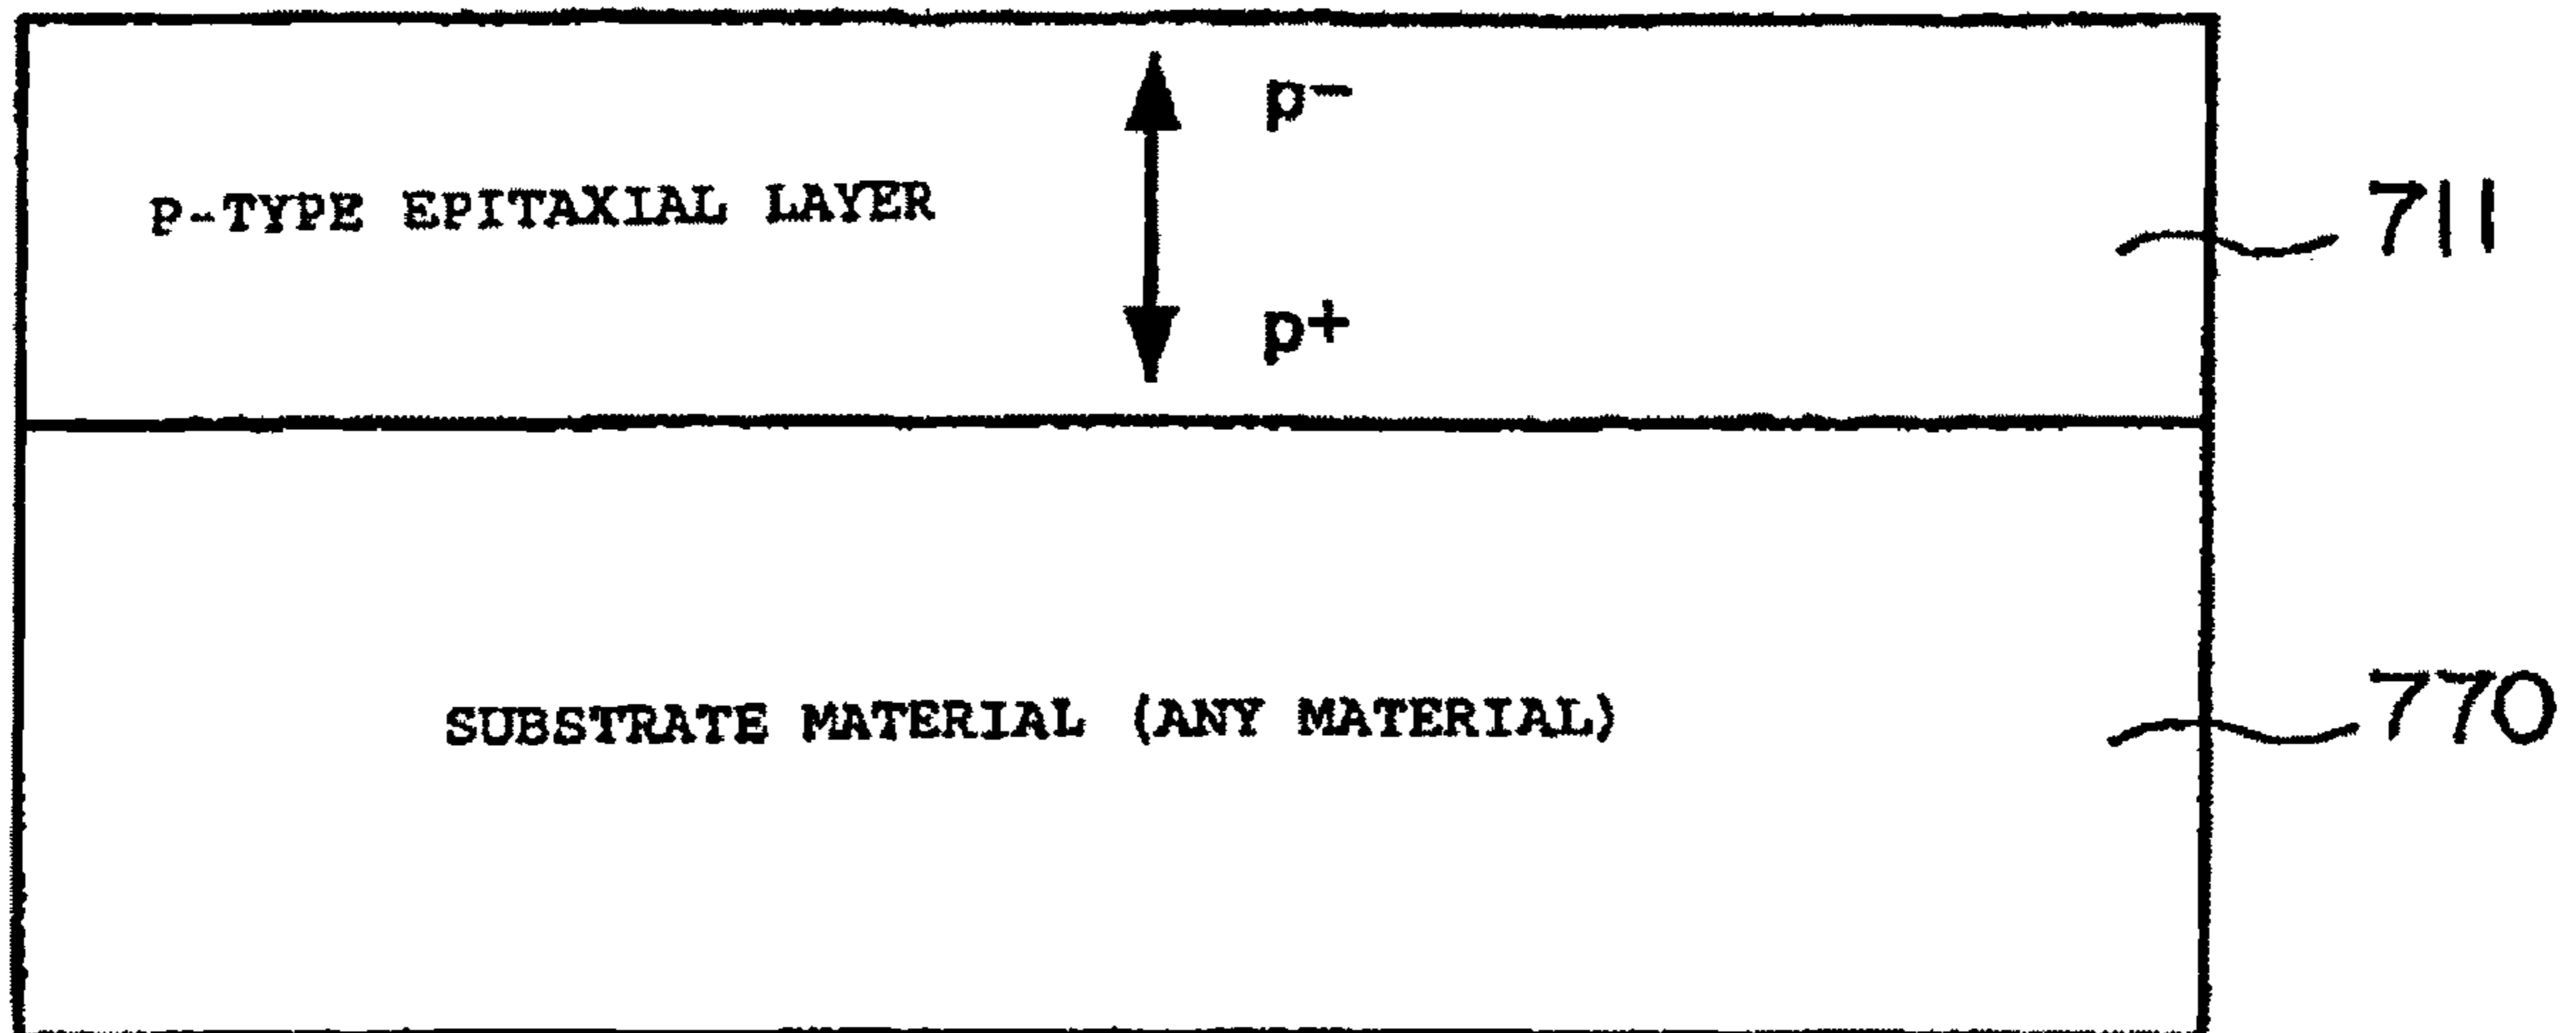 p-
P-TYPE EPITAXIAL LAYER
711
p+
SUBSTRATE MATERIAL (ANY MATERIAL)
770